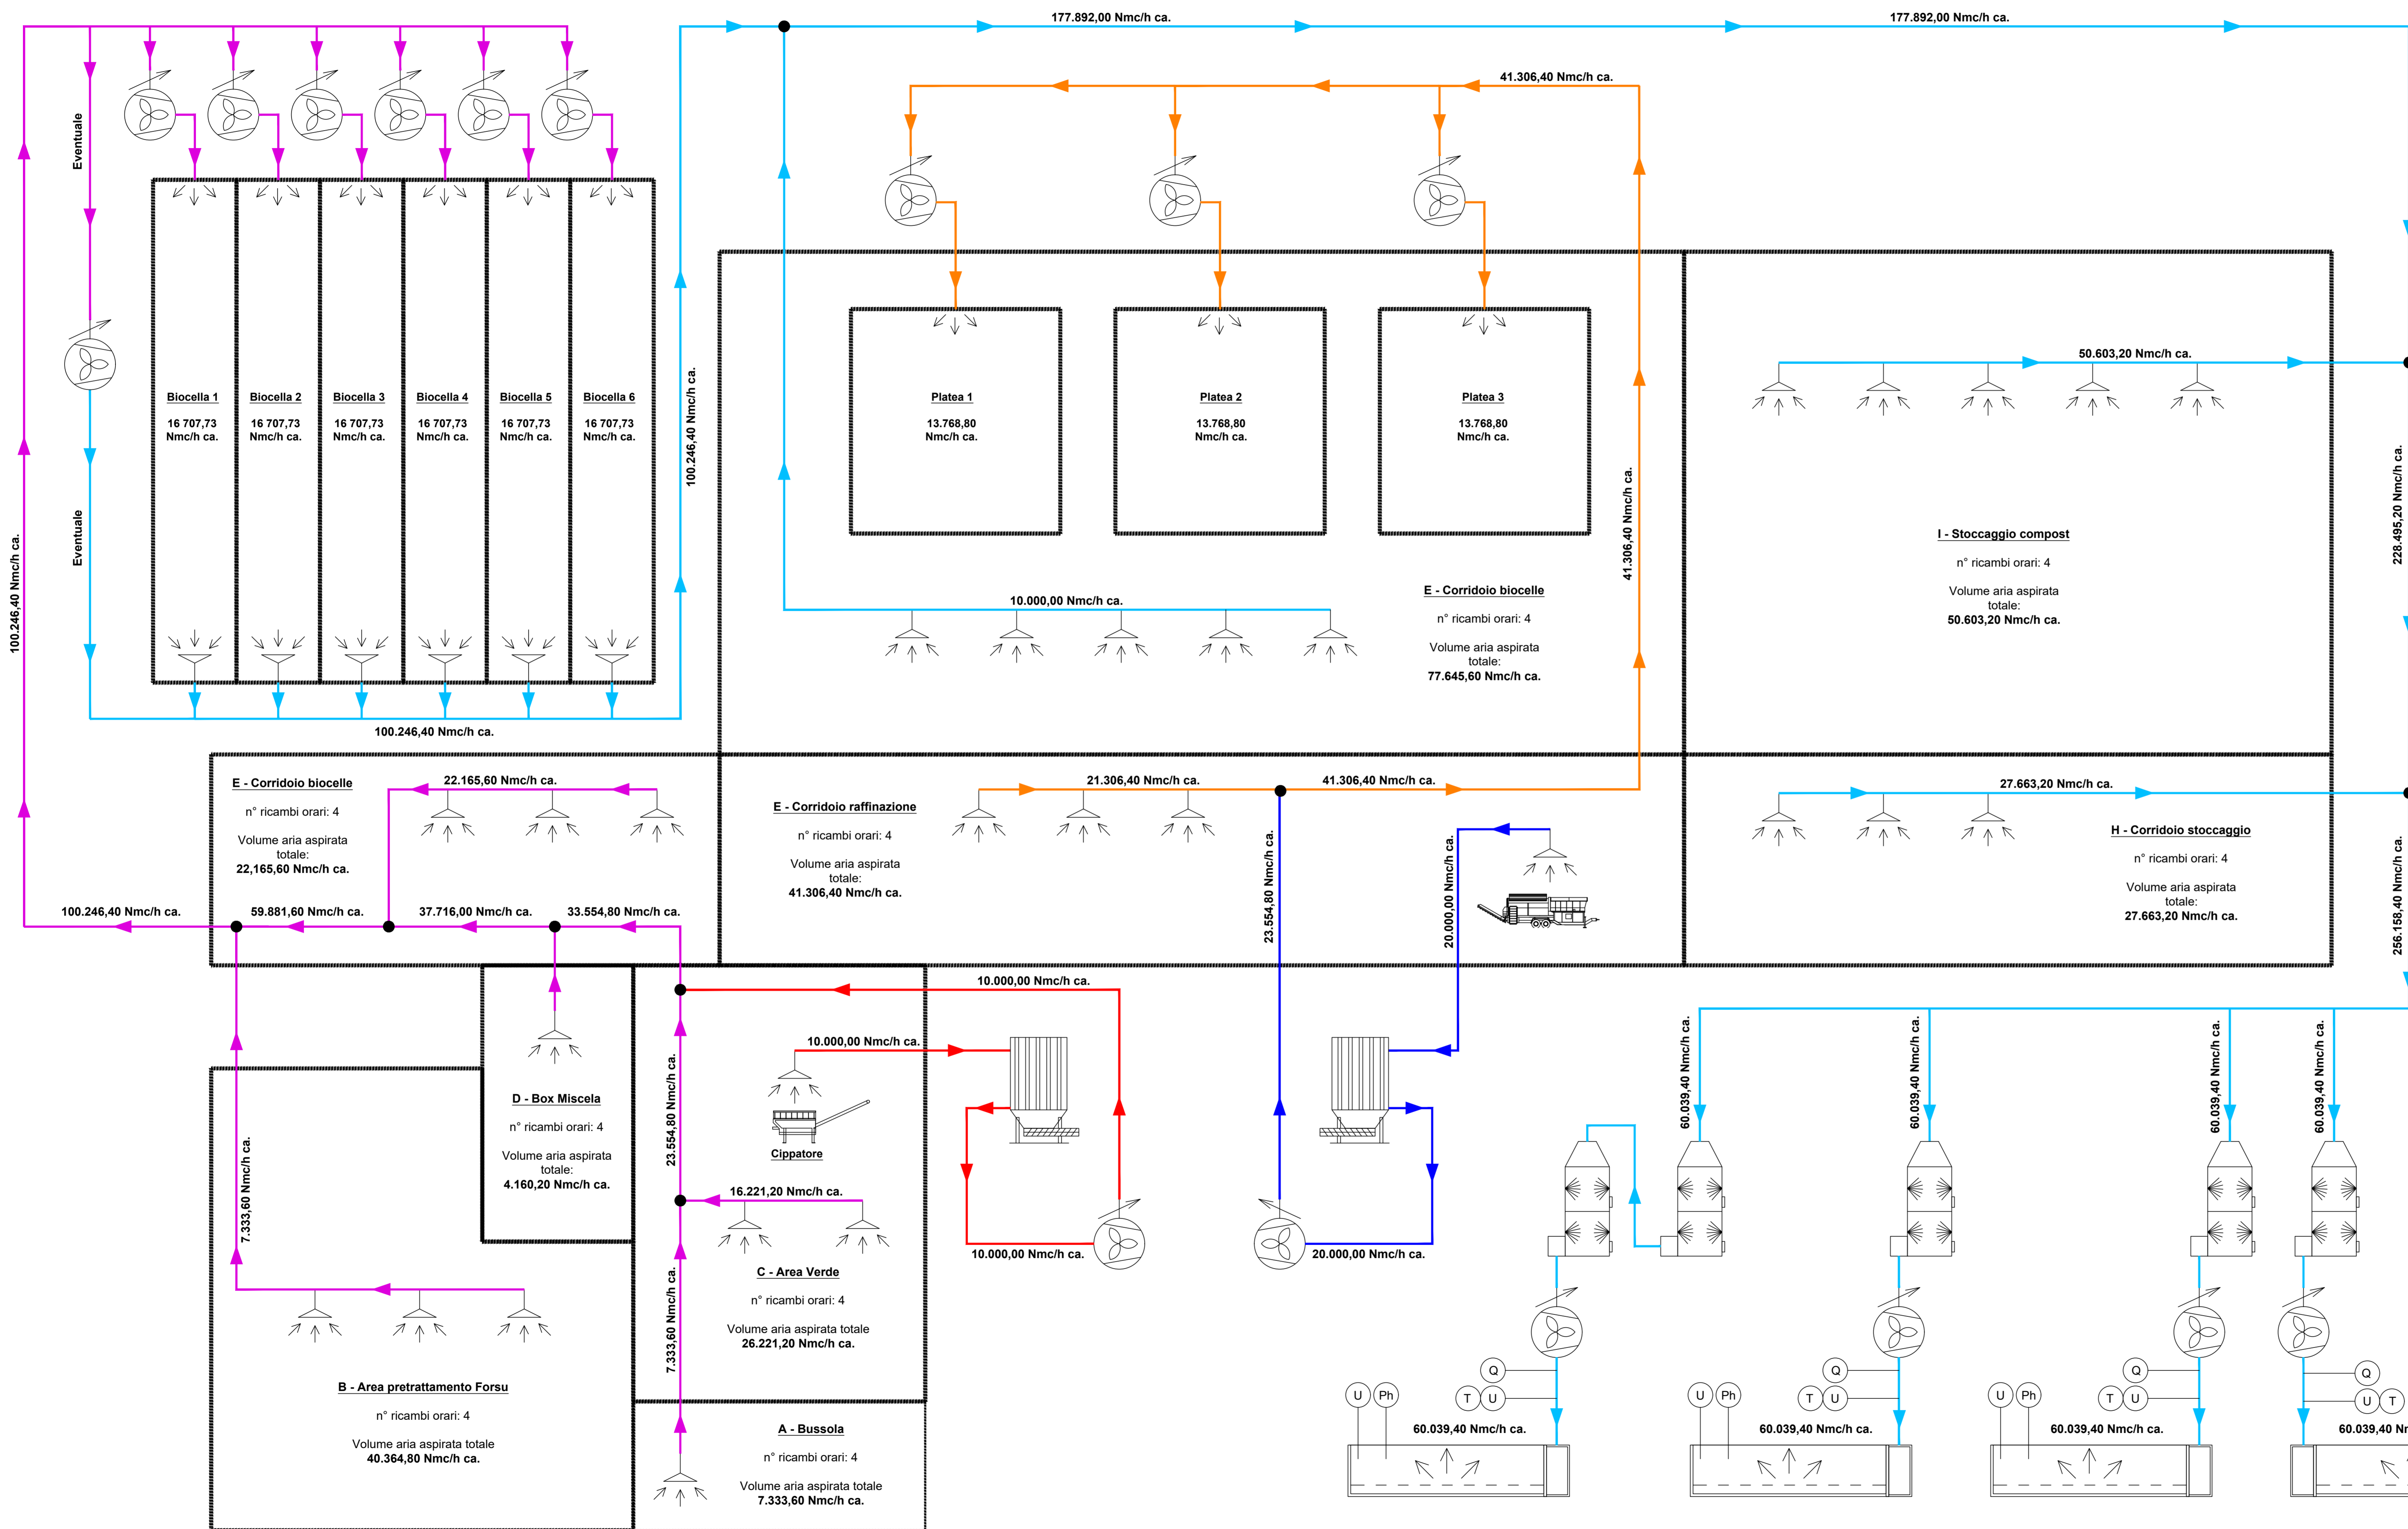 177.892,00 Nmc/h ca.
177.892,00 Nmc/h ca.
41.306,40 Nmc/h ca.
Eventuale
Eventuale
100.246,40 Nmc/h ca.
Biocella 1
16 707,73
Nmc/h ca.
Biocella 2
16 707,73
Nmc/h ca.
Biocella 3
16 707,73
Nmc/h ca.
Biocella 4
16 707,73
Nmc/h ca.
Biocella 5
16 707,73
Nmc/h ca.
Biocella 6
16 707,73
Nmc/h ca.
100.246,40 Nmc/h ca.
100.246,40 Nmc/h ca.
Platea 1
13.768,80
Nmc/h ca.
Platea 2
13.768,80
Nmc/h ca.
Platea 3
13.768,80
Nmc/h ca.
41.306,40 Nmc/h ca.
10.000,00 Nmc/h ca.
E - Corridoio biocelle
n° ricambi orari: 4
Volume aria aspirata
totale:
77.645,60 Nmc/h ca.
50.603,20 Nmc/h ca.
228.495,20 Nmc/h ca.
I - Stoccaggio compost
n° ricambi orari: 4
Volume aria aspirata
totale:
50.603,20 Nmc/h ca.
E - Corridoio biocelle
n° ricambi orari: 4
Volume aria aspirata
totale:
22,165,60 Nmc/h ca.
22.165,60 Nmc/h ca.
100.246,40 Nmc/h ca.
59.881,60 Nmc/h ca.
37.716,00 Nmc/h ca.
33.554,80 Nmc/h ca.
E - Corridoio raffinazione
n° ricambi orari: 4
Volume aria aspirata
totale:
41.306,40 Nmc/h ca.
21.306,40 Nmc/h ca.
41.306,40 Nmc/h ca.
23.554,80 Nmc/h ca.
20.000,00 Nmc/h ca.
27.663,20 Nmc/h ca.
H - Corridoio stoccaggio
n° ricambi orari: 4
Volume aria aspirata
totale:
27.663,20 Nmc/h ca.
256.158,40 Nmc/h ca.
10.000,00 Nmc/h ca.
10.000,00 Nmc/h ca.
Cippatore
23.554,80 Nmc/h ca.
D - Box Miscela
n° ricambi orari: 4
Volume aria aspirata
totale:
4.160,20 Nmc/h ca.
7.333,60 Nmc/h ca.
16.221,20 Nmc/h ca.
10.000,00 Nmc/h ca.
20.000,00 Nmc/h ca.
C - Area Verde
n° ricambi orari: 4
Volume aria aspirata totale
26.221,20 Nmc/h ca.
7.333,60 Nmc/h ca.
B - Area pretrattamento Forsu
n° ricambi orari: 4
Volume aria aspirata totale
40.364,80 Nmc/h ca.
A - Bussola
n° ricambi orari: 4
Volume aria aspirata totale
7.333,60 Nmc/h ca.
60.039,40 Nmc/h ca.
60.039,40 Nmc/h ca.
60.039,40 Nmc/h ca.
60.039,40 Nmc/h ca.
U Ph
Q
T U
60.039,40 Nmc/h ca.
U Ph
Q
T U
60.039,40 Nmc/h ca.
U Ph
Q
T U
60.039,40 Nmc/h ca.
Q
U T
60.039,40 Nm